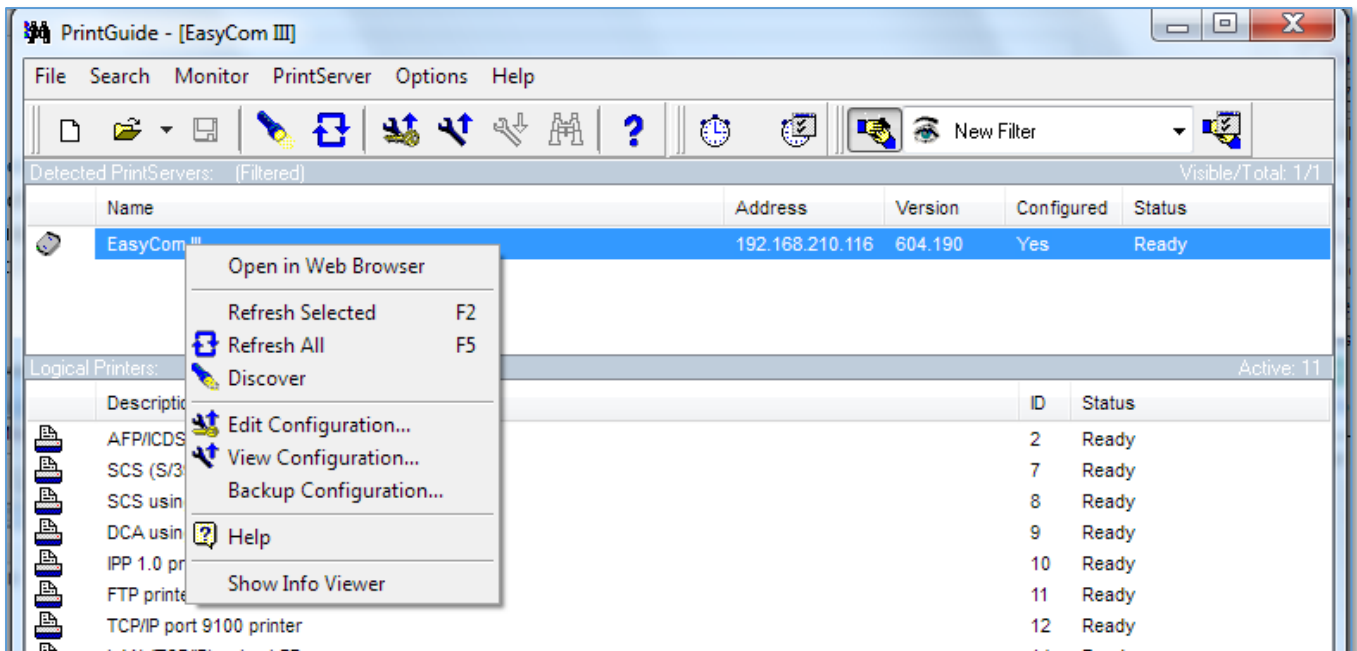 PrintGuide - [EasyCom III]
File Search Monitor PrintServer Options Help
New Filter
Detected PrintServers: (Filtered) Visible/Total: 1/1
Name Address Version Configured Status
EasyCom III 192.168.210.116 604.190 Yes Ready
Open in Web Browser
Refresh Selected F2
Refresh All F5
Logical Printers: Active: 11
Discover
Description ID Status
Edit Configuration...
AFP/ICDS 2 Ready
View Configuration...
SCS (S/3 7 Ready
Backup Configuration...
SCS usin 8 Ready
DCA usin 9 Ready
Help
IPP 1.0 pr 10 Ready
Show Info Viewer
FTP printe 11 Ready
TCP/IP port 9100 printer 12 Ready